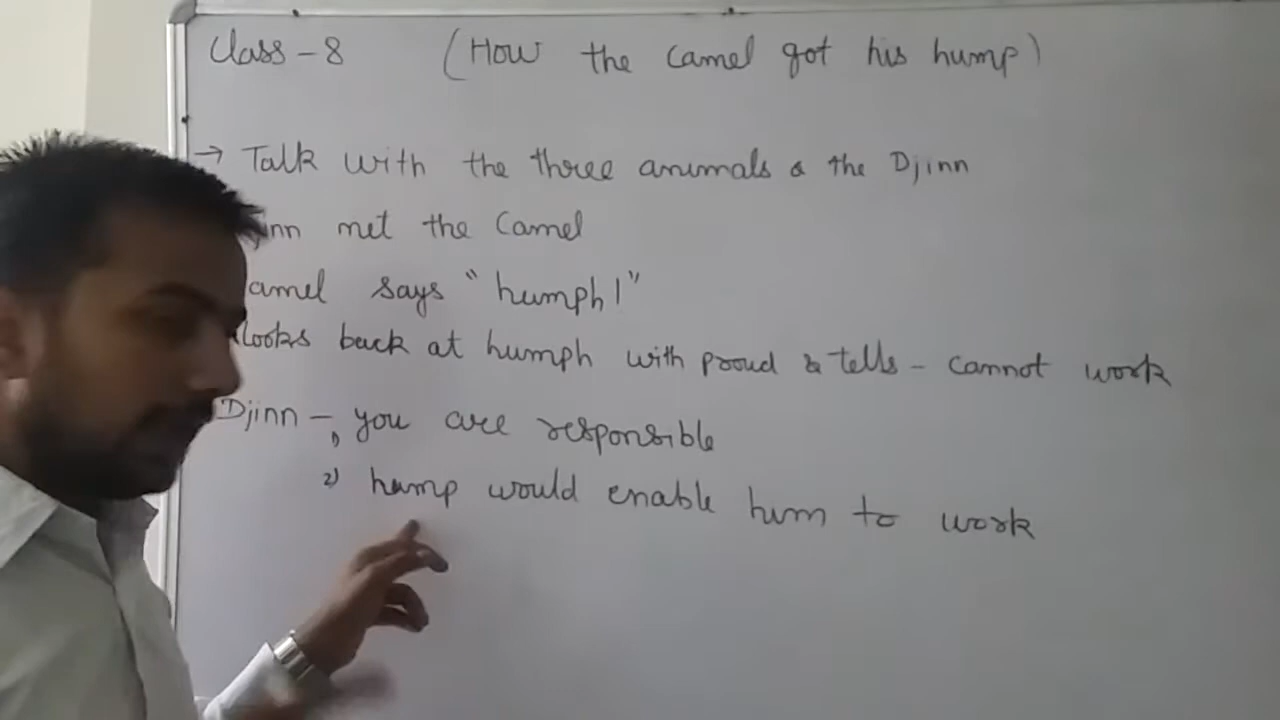 Class - 8 (How the Camel got his hump)
→ Talk with the three animals & the Djinn
jinn met the Camel
amel says "humph!"
looks back at humph with proud & tells - cannot work
Djinn - 1) you are responsible
2) hump would enable him to work